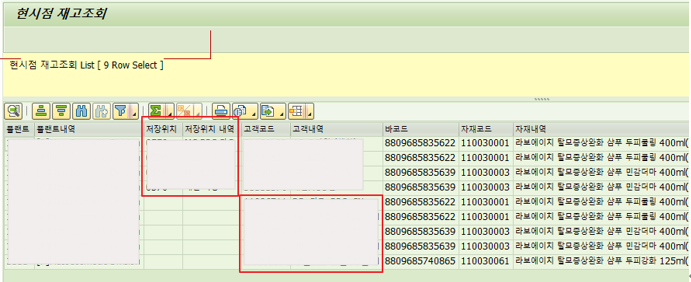 현시점 재고조회
현시점 재고조회 List [ 9 Row Select ]
플랜트 플랜트내역 저장위치 저장위치 내역 고객코드 고객내역 바코드 자재코드 자재내역
8809685835622 110030001 라보에이치 탈모증상완화 샴푸 두피쿨링 400ml(
8809685835622 110030001 라보에이치 탈모증상완화 샴푸 두피쿨링 400ml(
8809685835639 110030003 라보에이치 탈모증상완화 샴푸 민감더마 400ml(
8809685835639 110030003 라보에이치 탈모증상완화 샴푸 민감더마 400ml(
8809685835622 110030001 라보에이치 탈모증상완화 샴푸 두피쿨링 400ml(
8809685835622 110030001 라보에이치 탈모증상완화 샴푸 두피쿨링 400ml(
8809685835639 110030003 라보에이치 탈모증상완화 샴푸 민감더마 400ml(
8809685835639 110030003 라보에이치 탈모증상완화 샴푸 민감더마 400ml(
8809685740865 110030061 라보에이치 탈모증상완화 샴푸 두피강화 125ml(